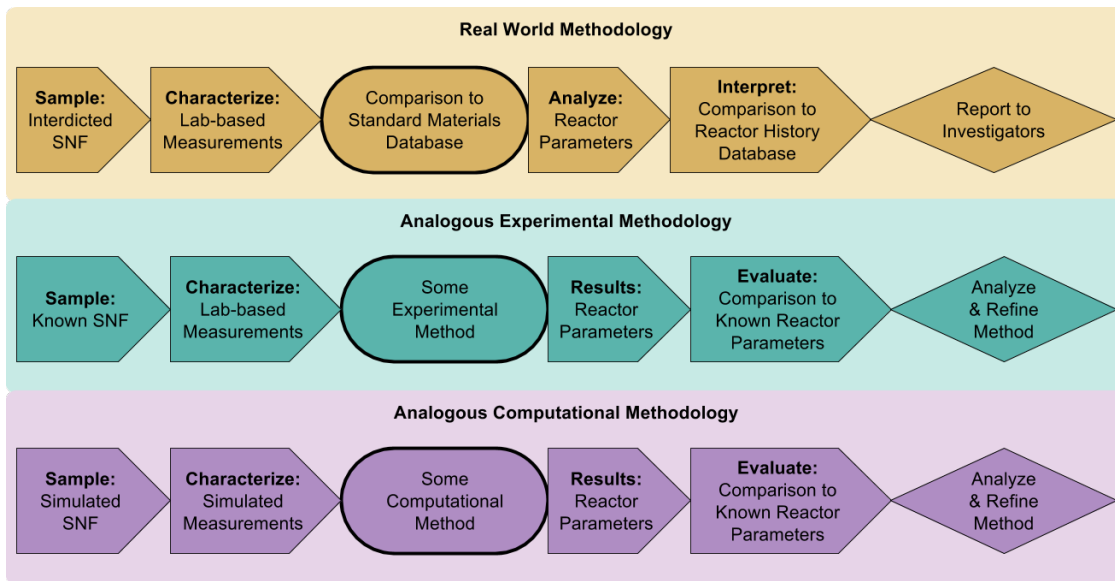 Real World Methodology
Sample:
Interdicted
SNF
Characterize:
Lab-based
Measurements
Comparison to
Standard Materials
Database
Analyze:
Reactor
Parameters
Interpret:
Comparison to
Reactor History
Database
Report to
Investigators
Analogous Experimental Methodology
Sample:
Known SNF
Characterize:
Lab-based
Measurements
Some
Experimental
Method
Results:
Reactor
Parameters
Evaluate:
Comparison to
Known Reactor
Parameters
Analyze
& Refine
Method
Analogous Computational Methodology
Sample:
Simulated
SNF
Characterize:
Simulated
Measurements
Some
Computational
Method
Results:
Reactor
Parameters
Evaluate:
Comparison to
Known Reactor
Parameters
Analyze
& Refine
Method